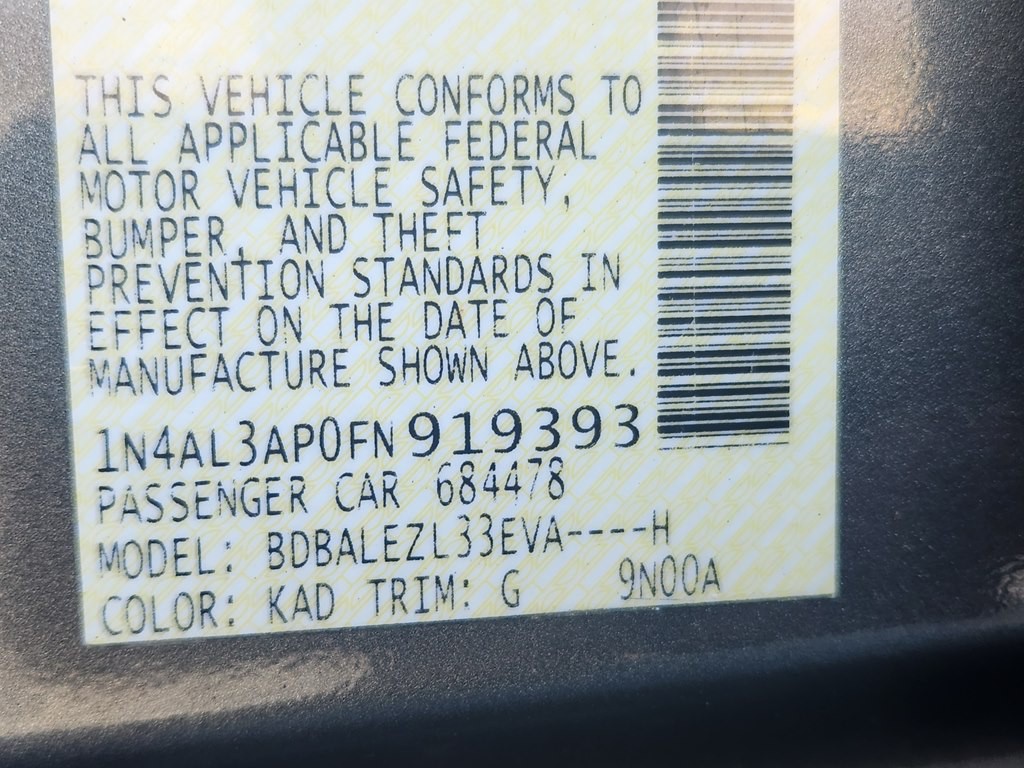 THIS VEHICLE CONFORMS TO
ALL APPLICABLE FEDERAL
MOTOR VEHICLE SAFETY,
BUMPER, AND THEFT
PREVENTION STANDARDS IN
EFFECT ON THE DATE OF
MANUFACTURE SHOWN ABOVE.
1N4AL3AP0FN919393
PASSENGER CAR 684478
MODEL: BDBALEZL33EVA----H
COLOR: KAD TRIM: G 9N00A